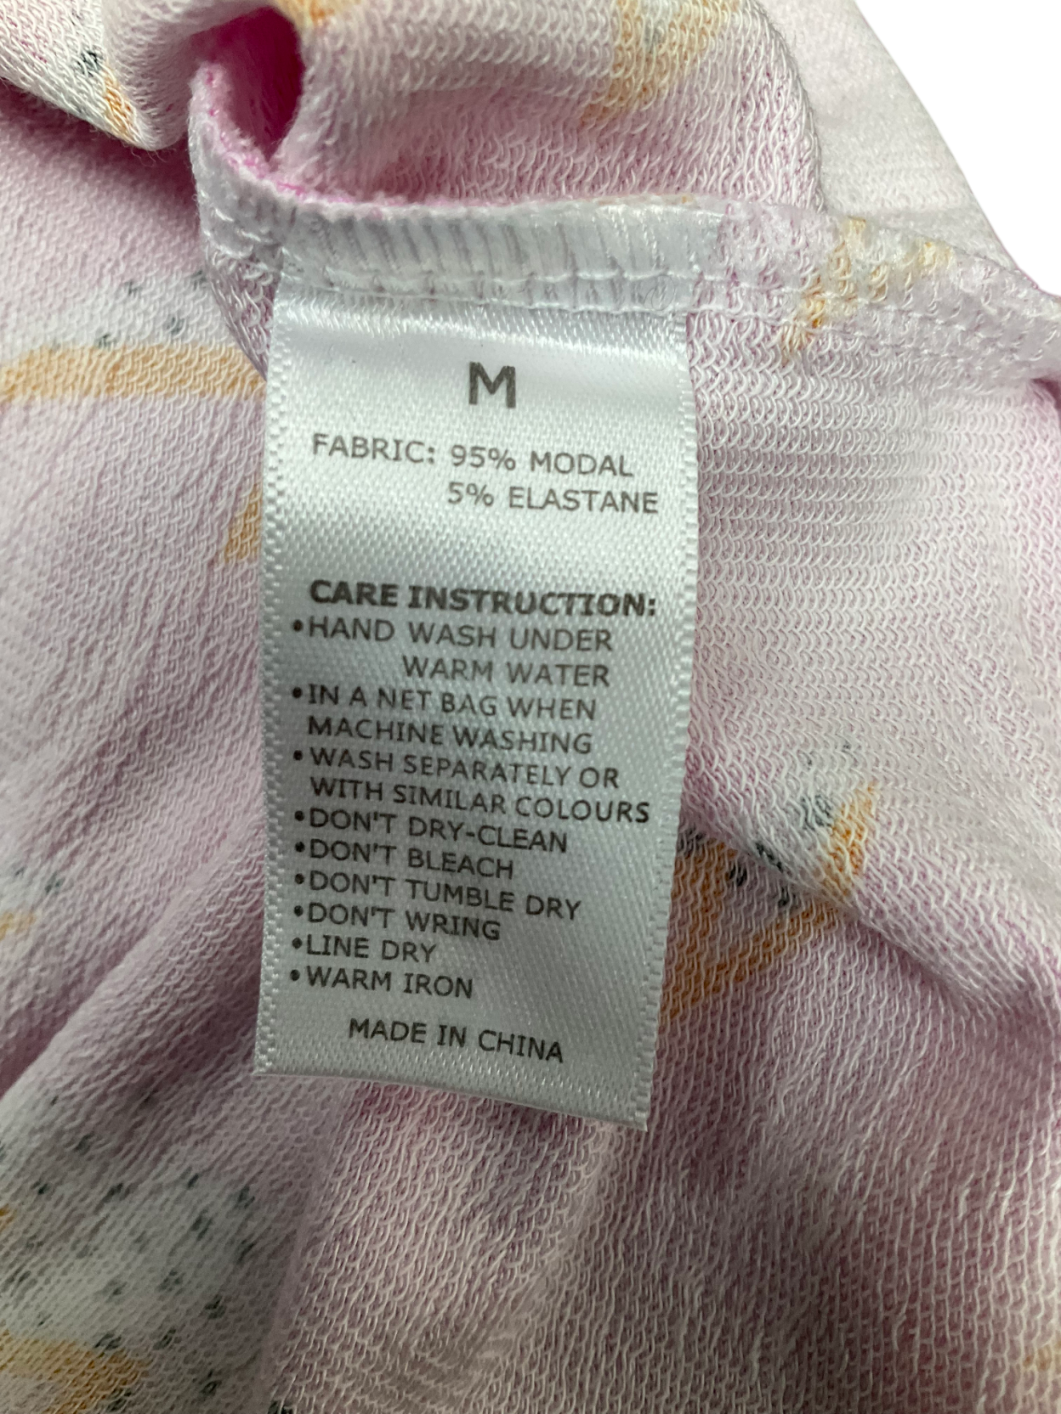 M
FABRIC: 95% MODAL
5% ELASTANE
CARE INSTRUCTION:
•HAND WASH UNDER
WARM WATER
•IN A NET BAG WHEN
MACHINE WASHING
•WASH SEPARATELY OR
WITH SIMILAR COLOURS
•DON'T DRY-CLEAN
•DON'T BLEACH
•DON'T TUMBLE DRY
•DON'T WRING
•LINE DRY
•WARM IRON
MADE IN CHINA